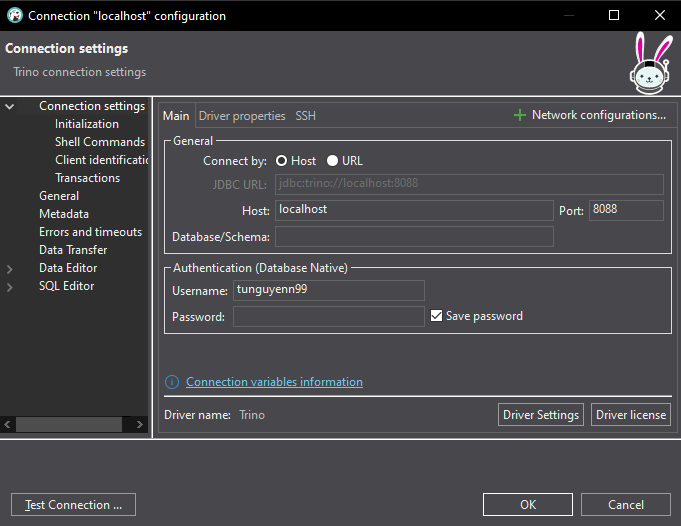 Connection "localhost" configuration
Connection settings
Trino connection settings
Connection settings
Initialization
Shell Commands
Client identificatio
Transactions
General
Metadata
Errors and timeouts
Data Transfer
Data Editor
SQL Editor
Main Driver properties SSH Network configurations...
General
Connect by: Host URL
JDBC URL: jdbc:trino://localhost:8088
Host: localhost Port: 8088
Database/Schema:
Authentication (Database Native)
Username: tunguyenn99
Password: Save password
Connection variables information
Driver name: Trino Driver Settings Driver license
Test Connection ... OK Cancel